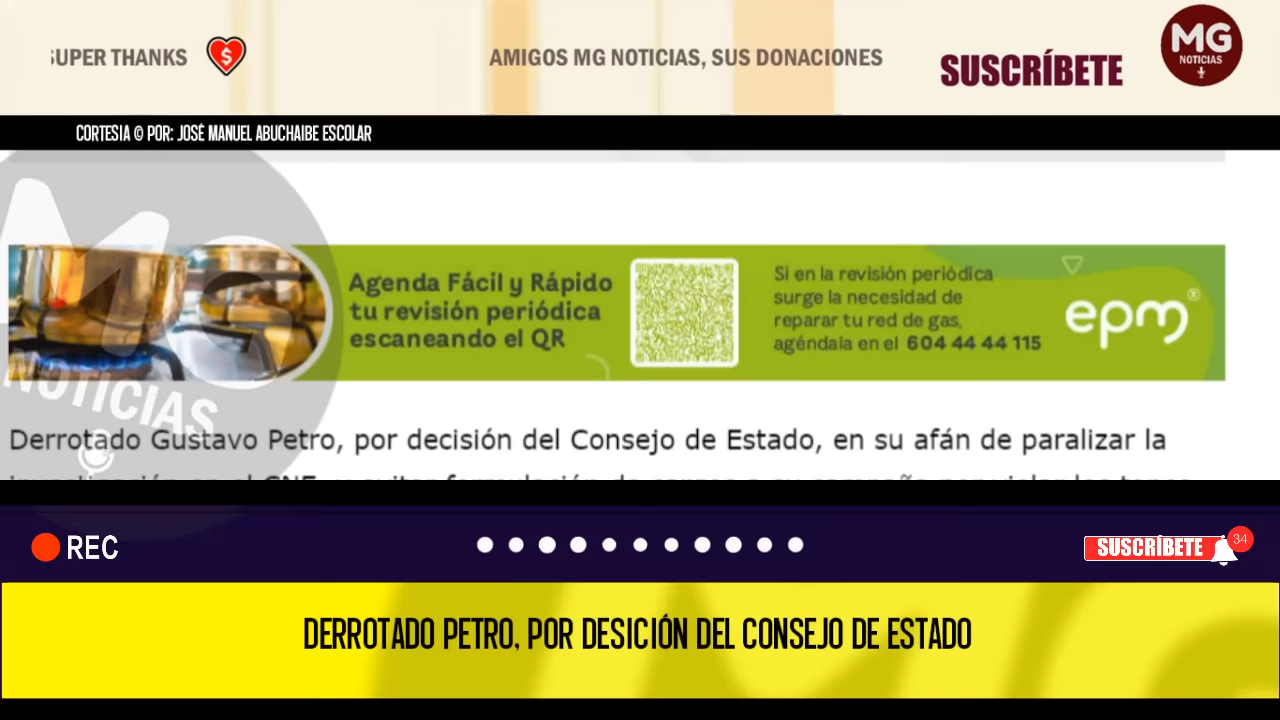 SUPER THANKS
AMIGOS MG NOTICIAS, SUS DONACIONES
SUSCRÍBETE
MG
NOTICIAS
CORTESIA © POR: JOSÉ MANUEL ABUCHAIBE ESCOLAR
MG
NOTICIAS
Agenda Fácil y Rápido
tu revisión periódica
escaneando el QR
Si en la revisión periódica
surge la necesidad de
reparar tu red de gas,
agéndala en el 604 44 44 115
epm®
Derrotado Gustavo Petro, por decisión del Consejo de Estado, en su afán de paralizar la
REC
SUSCRÍBETE
34
DERROTADO PETRO, POR DESICIÓN DEL CONSEJO DE ESTADO